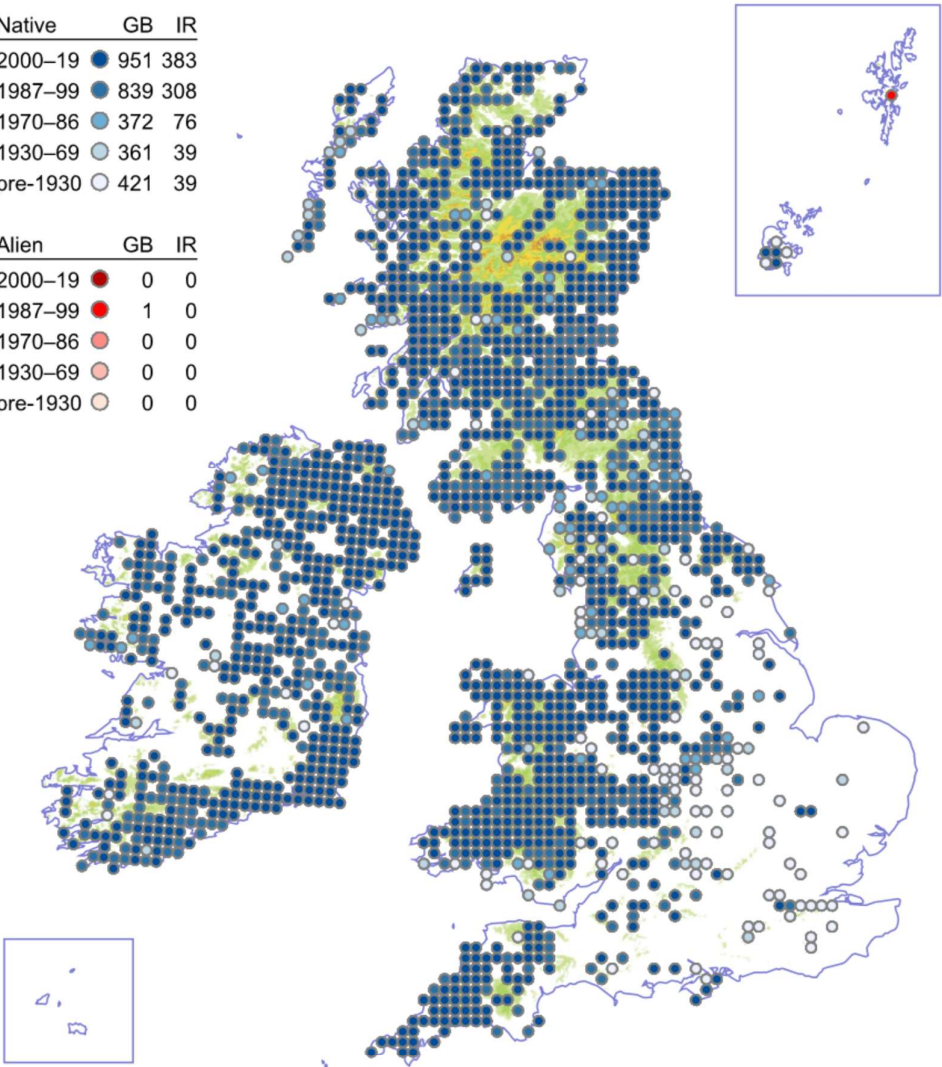 Native GB IR
2000–19 951 383
1987–99 839 308
1970–86 372 76
1930–69 361 39
pre-1930 421 39
Alien GB IR
2000–19 0 0
1987–99 1 0
1970–86 0 0
1930–69 0 0
pre-1930 0 0